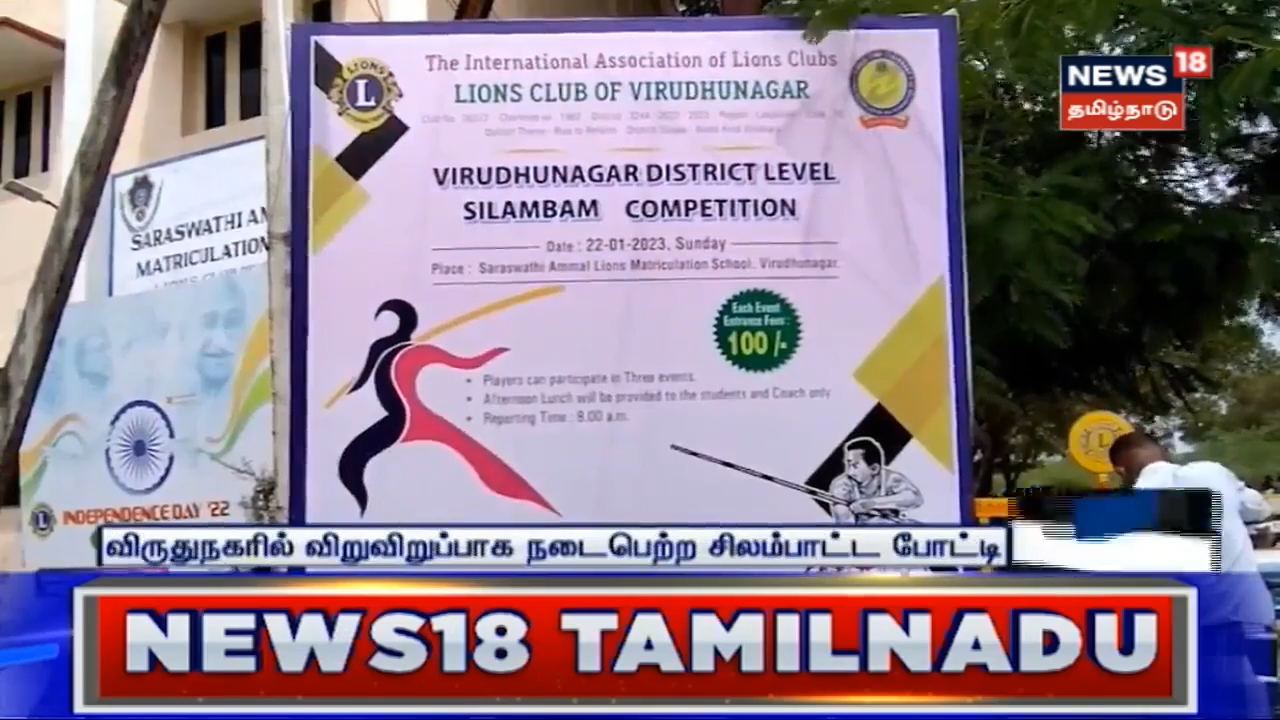 The International Association of Lions Clubs
LIONS CLUB OF VIRUDHUNAGAR
LIONS
L
VIRUDHUNAGAR DISTRICT LEVEL
SILAMBAM COMPETITION
Date : 22-01-2023, Sunday
Place : Saraswathi Ammal Lions Matriculation School, Virudhunagar.
Each Event
Entrance Fees :
100 /-
• Players can participate in Three events.
• Afternoon Lunch will be provided to the students and Coach only
• Reporting Time : 9.00 a.m.
NEWS 18
தமிழ்நாடு
SARASWATHI AM
MATRICULATION
L
INDEPENDENCE DAY '22
L
விருதுநகரில் விறுவிறுப்பாக நடைபெற்ற சிலம்பாட்ட போட்டி
NEWS18 TAMILNADU